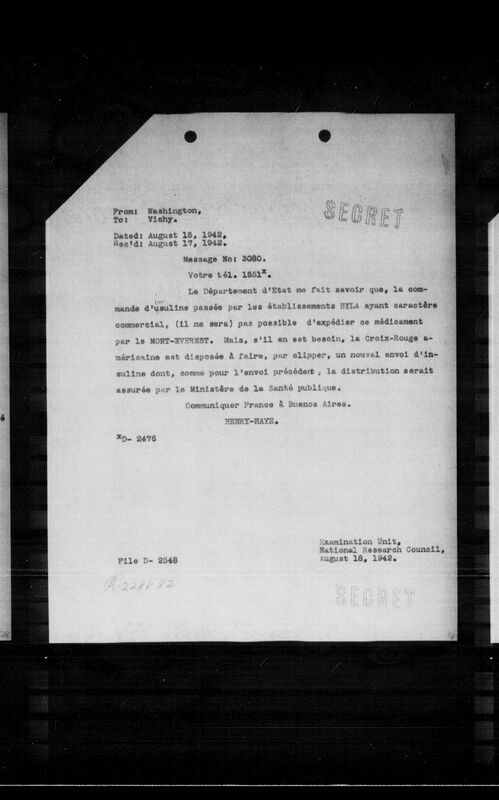 SECRET
From: Washington,
To: Vichy.
Dated: August 15, 1942,
Rec'd: August 17, 1942.
Message No: 3080.
Votre tél. 1551x.
Le Département d'Etat me fait savoir que, la com-
mande d'usuline passée par les établissements BYLA ayant caractère
commercial, (il ne sera) pas possible d'expédier ce médicament
par le MONT-EVEREST. Mais, s'il en est besoin, la Croix-Rouge a-
méricaine est disposée à faire, par clipper, un nouvel envoi d'in-
suline dont, comme pour l'envoi précédent, la distribution serait
assurée par le Ministère de la Santé publique.
Communiquer France à Buenos Aires.
HENRY-HAYE.
xD- 2476
Examination Unit,
National Research Council,
August 18, 1942.
File D- 2548
SECRET